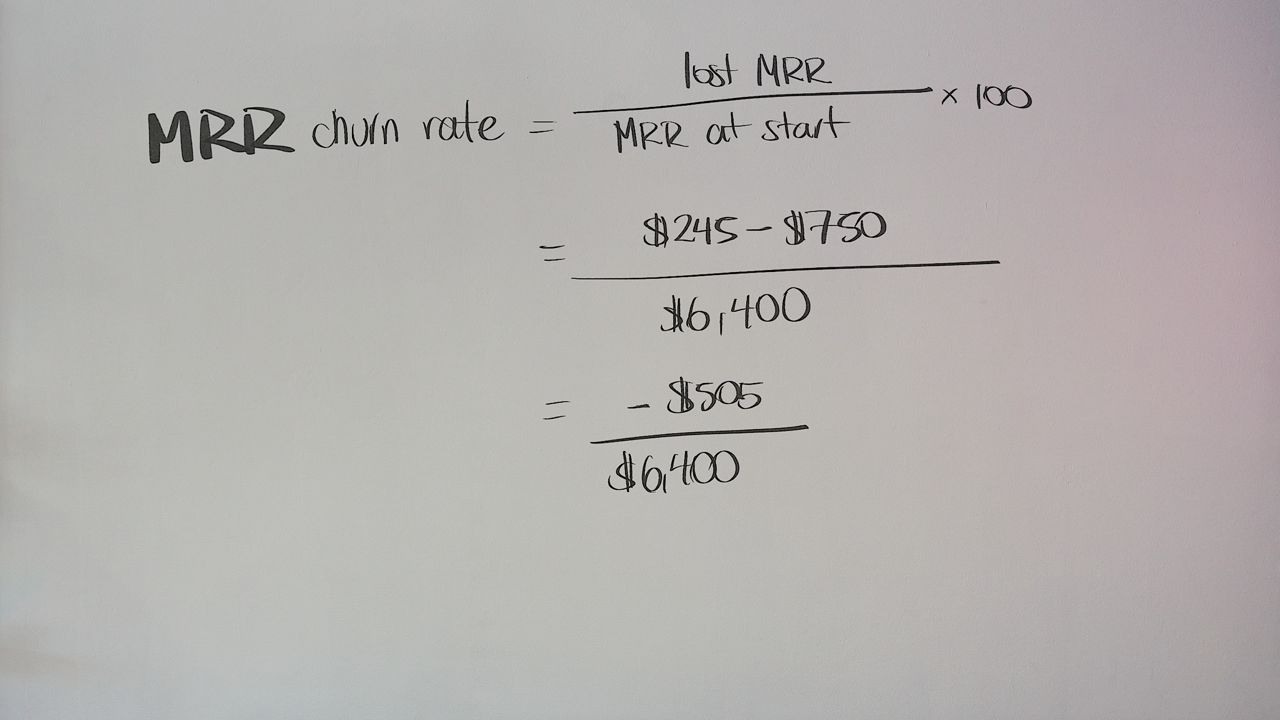 lost MRR
MRR churn rate = ——— × 100
MRR at start
= $245 – $750
$6,400
= – $505
$6,400